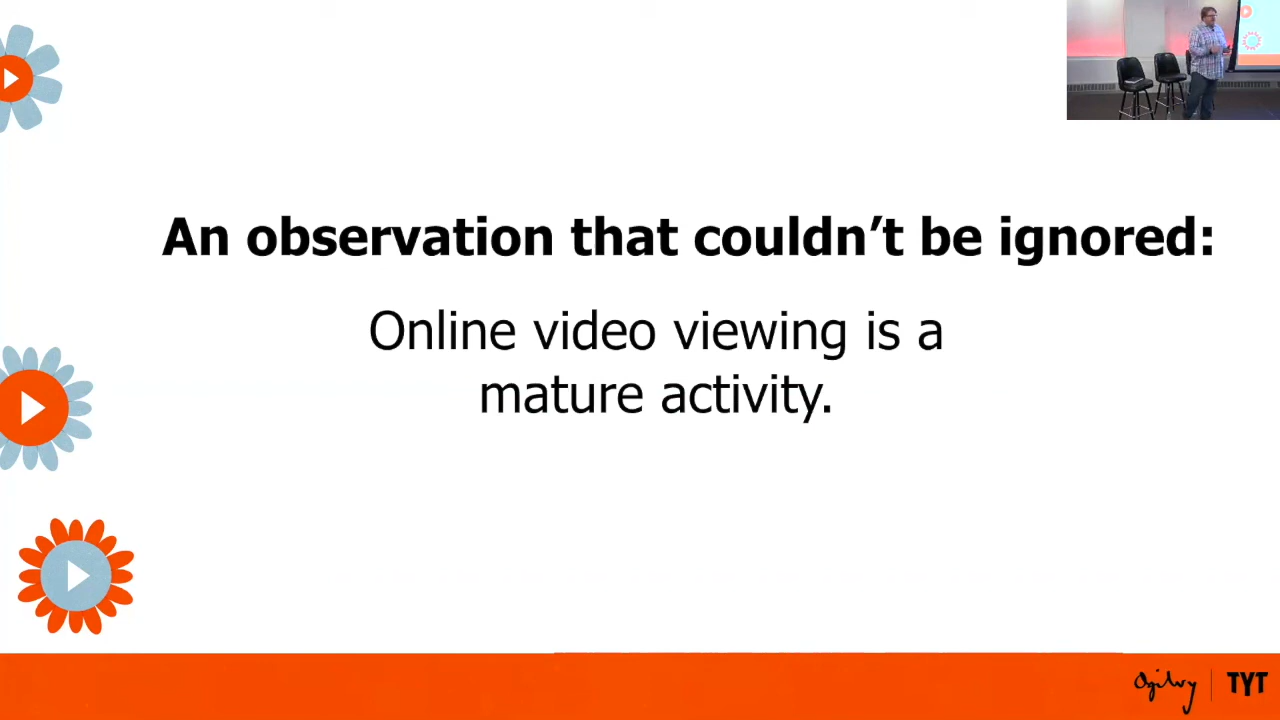 An observation that couldn’t be ignored:
Online video viewing is a
mature activity.
Ogilvy
TYT